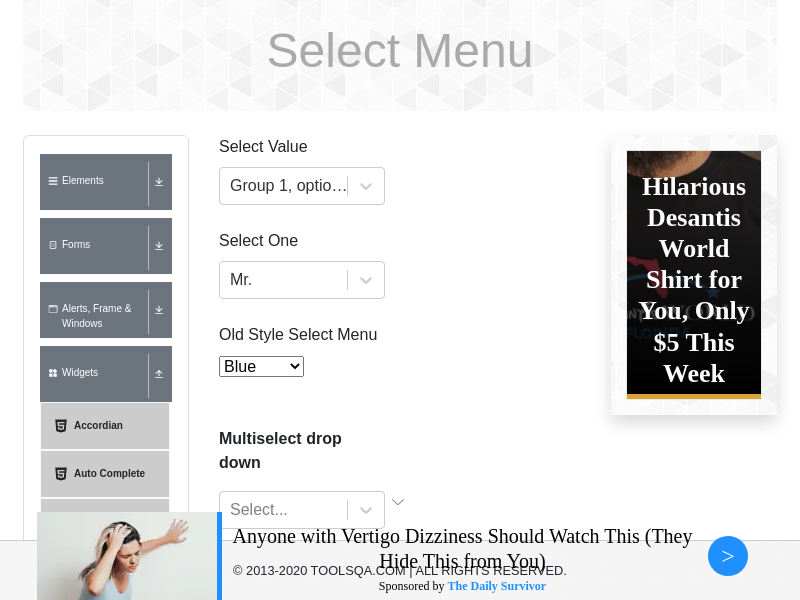 Select Menu
Elements
Forms
Alerts, Frame &
Windows
Widgets
Accordian
Auto Complete
Select Value
Group 1, optio...
Select One
Mr.
Old Style Select Menu
Blue
Multiselect drop
down
Select...
Hilarious
Desantis
World
Shirt for
You, Only
$5 This
Week
Anyone with Vertigo Dizziness Should Watch This (They
Hide This from You)
© 2013-2020 TOOLSQA.COM | ALL RIGHTS RESERVED.
Sponsored by The Daily Survivor
>